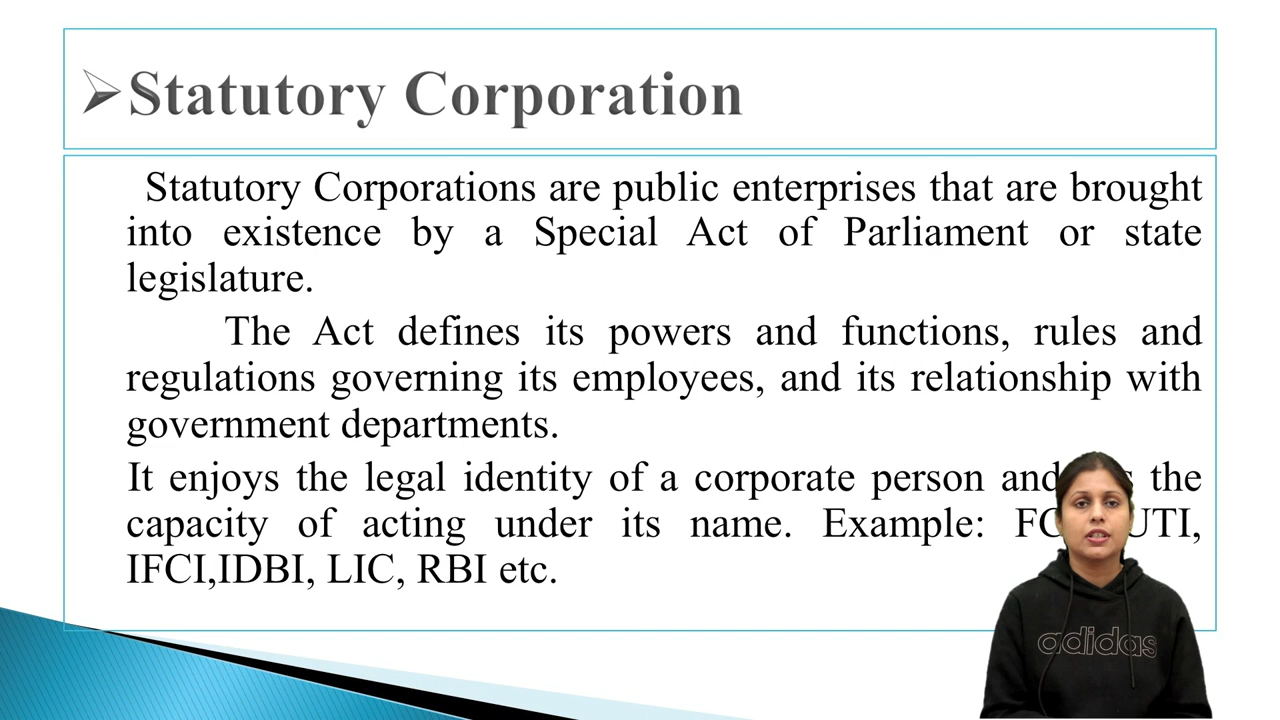 Statutory Corporation
Statutory Corporations are public enterprises that are brought
into existence by a Special Act of Parliament or state
legislature.
The Act defines its powers and functions, rules and
regulations governing its employees, and its relationship with
government departments.
It enjoys the legal identity of a corporate person and the
capacity of acting under its name. Example: UTI,
IFCI,IDBI, LIC, RBI etc.
adidas